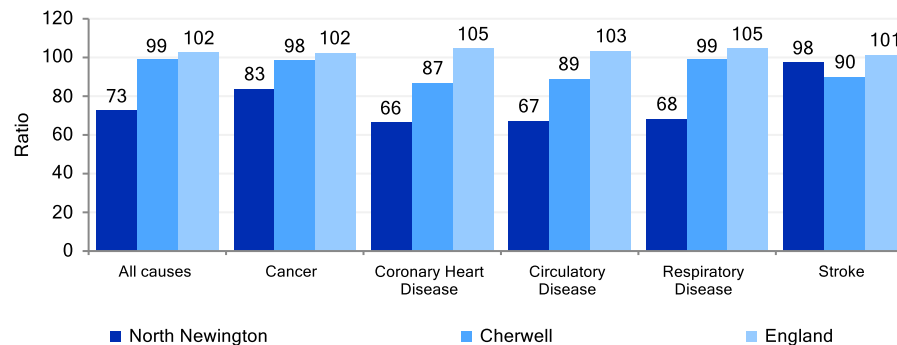 120
100
80
60
40
20
0
Ratio
73
99
102
83
98
102
66
87
105
67
89
103
68
99
105
98
90
101
All causes
Cancer
Coronary Heart
Disease
Circulatory
Disease
Respiratory
Disease
Stroke
North Newington
Cherwell
England